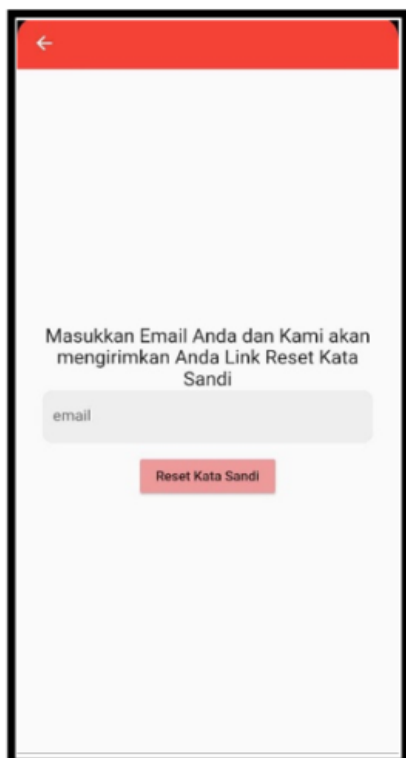 Masukkan Email Anda dan Kami akan
mengirimkan Anda Link Reset Kata
Sandi
email
Reset Kata Sandi